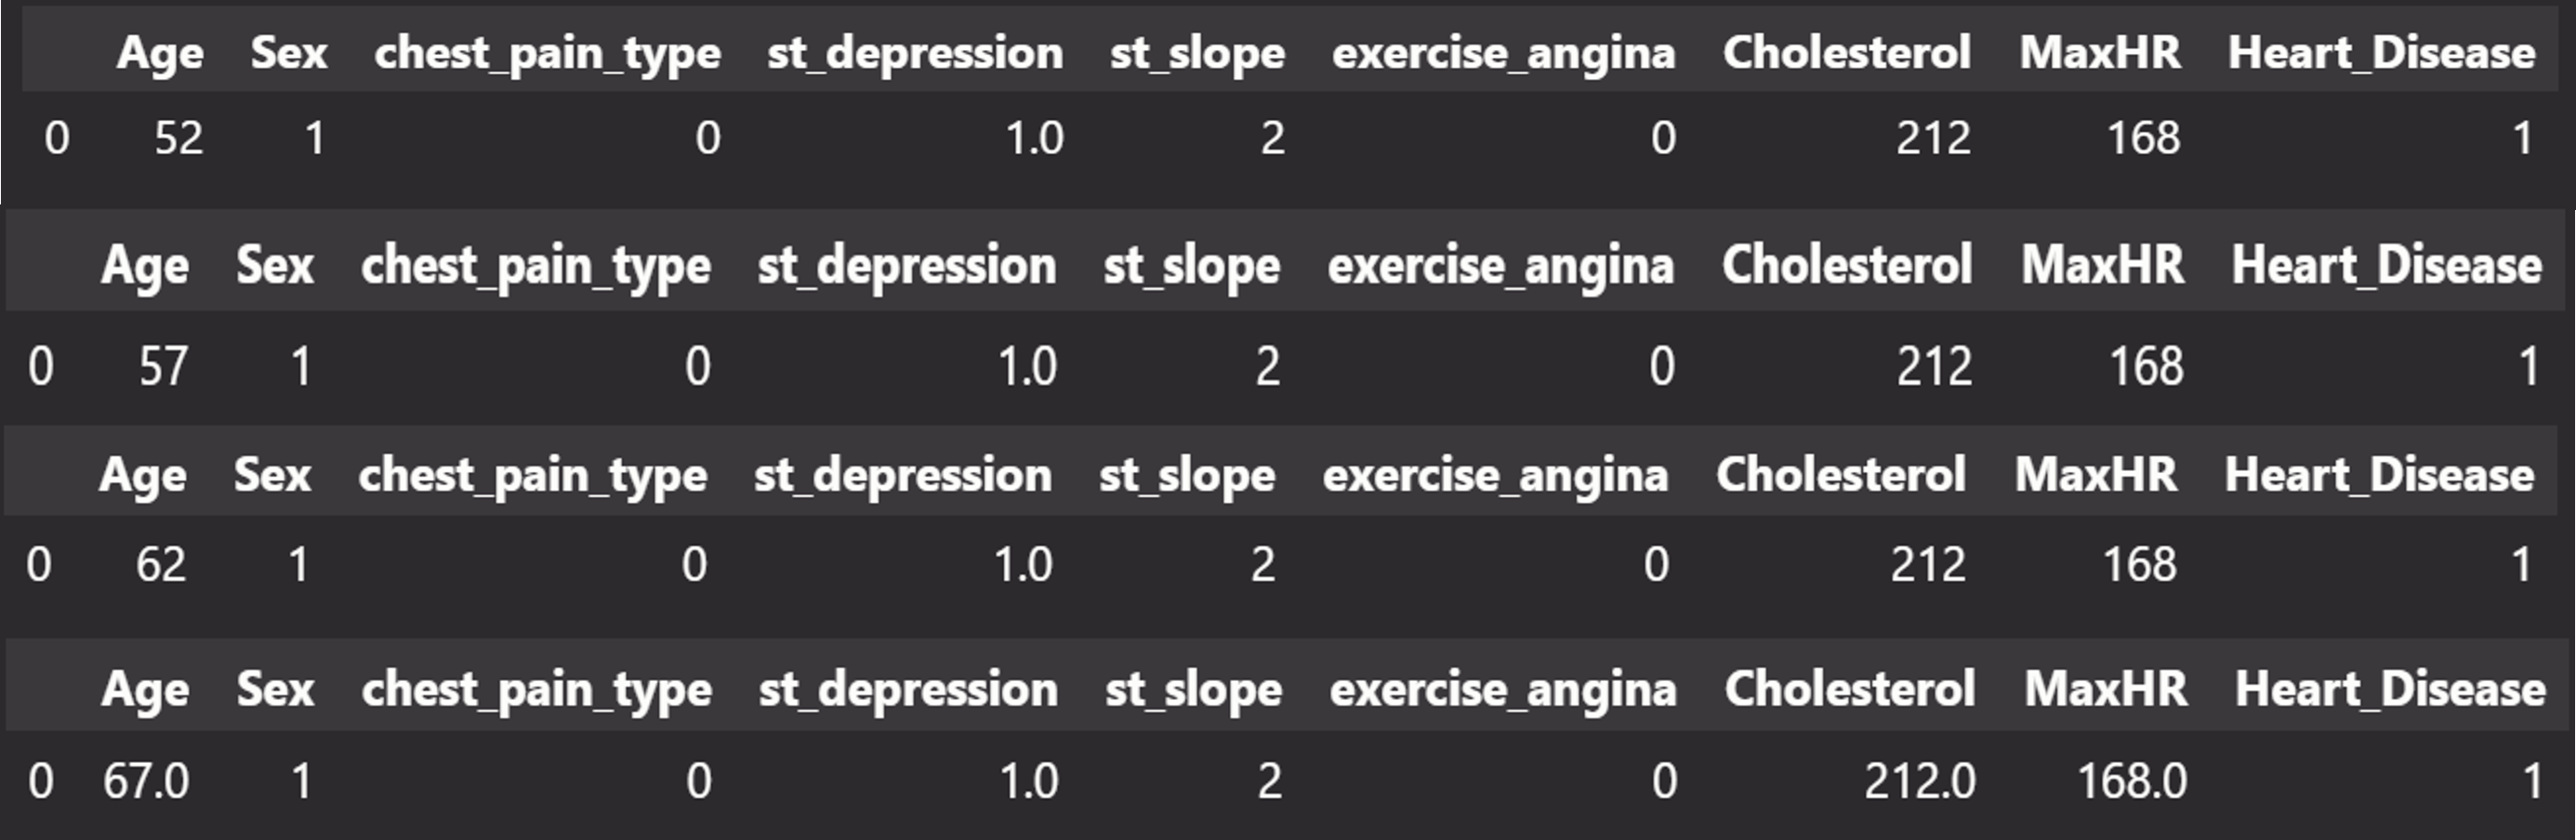 Age Sex chest_pain_type st_depression st_slope exercise_angina Cholesterol MaxHR Heart_Disease
0 52 1 0 1.0 2 0 212 168 1
Age Sex chest_pain_type st_depression st_slope exercise_angina Cholesterol MaxHR Heart_Disease
0 57 1 0 1.0 2 0 212 168 1
Age Sex chest_pain_type st_depression st_slope exercise_angina Cholesterol MaxHR Heart_Disease
0 62 1 0 1.0 2 0 212 168 1
Age Sex chest_pain_type st_depression st_slope exercise_angina Cholesterol MaxHR Heart_Disease
0 67.0 1 0 1.0 2 0 212.0 168.0 1